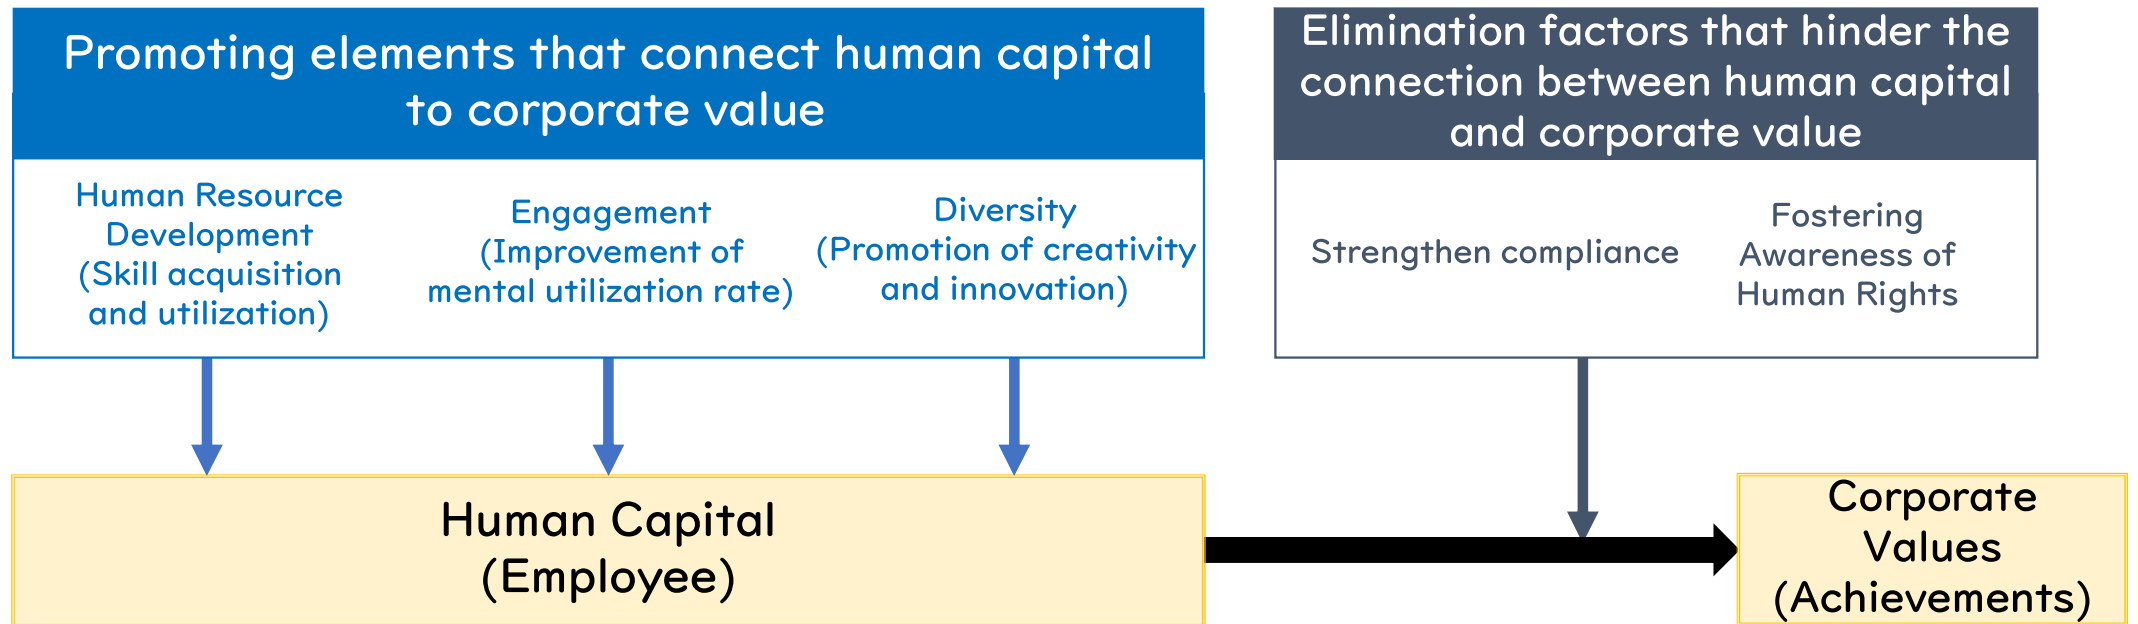 Promoting elements that connect human capital
to corporate value
Human Resource
Development
(Skill acquisition
and utilization)
Engagement
(Improvement of
mental utilization rate)
Diversity
(Promotion of creativity
and innovation)
Elimination factors that hinder the
connection between human capital
and corporate value
Strengthen compliance
Fostering
Awareness of
Human Rights
Human Capital
(Employee)
Corporate
Values
(Achievements)